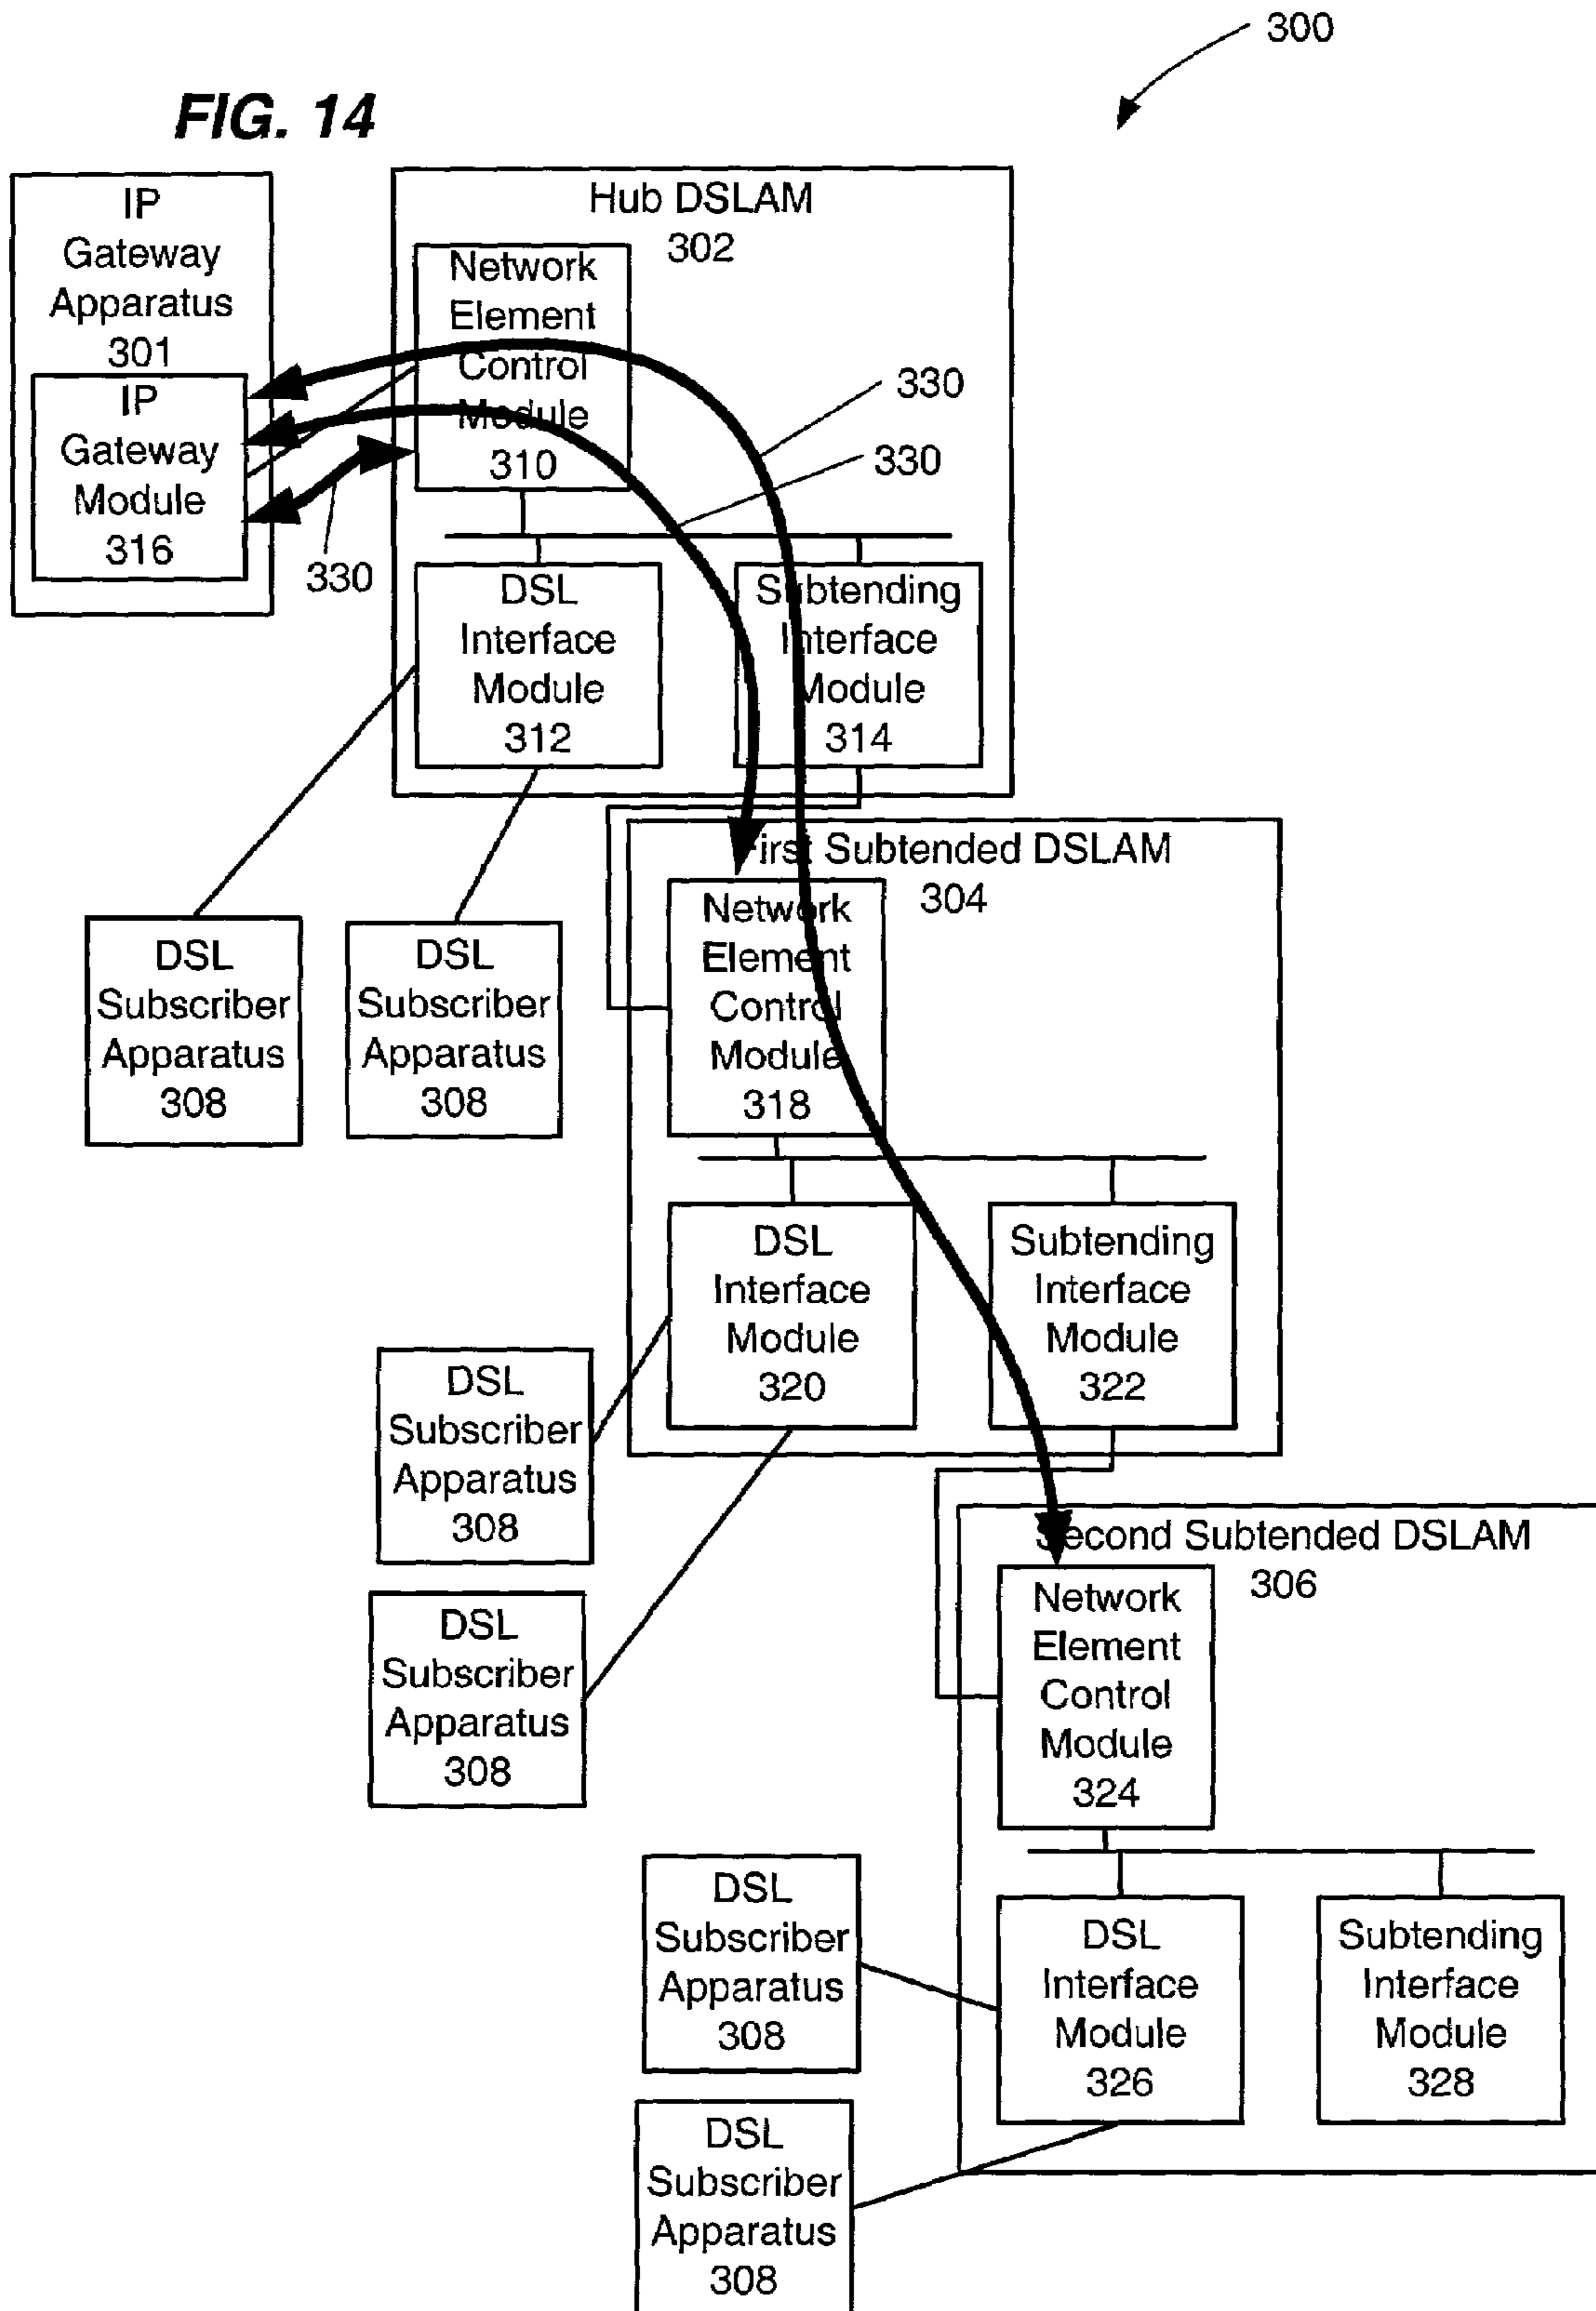 300
FIG. 14
IP
Gateway
Apparatus
301
IP
Gateway
Module
316
Hub DSLAM
302
Network
Element
Control
Module
310
330
330
330
DSL
Interface
Module
312
Subtending
Interface
Module
314
First Subtended DSLAM
304
Network
Element
Control
Module
318
DSL
Subscriber
Apparatus
308
DSL
Subscriber
Apparatus
308
DSL
Interface
Module
320
Subtending
Interface
Module
322
DSL
Subscriber
Apparatus
308
DSL
Subscriber
Apparatus
308
Second Subtended DSLAM
306
Network
Element
Control
Module
324
DSL
Subscriber
Apparatus
308
DSL
Interface
Module
326
Subtending
Interface
Module
328
DSL
Subscriber
Apparatus
308